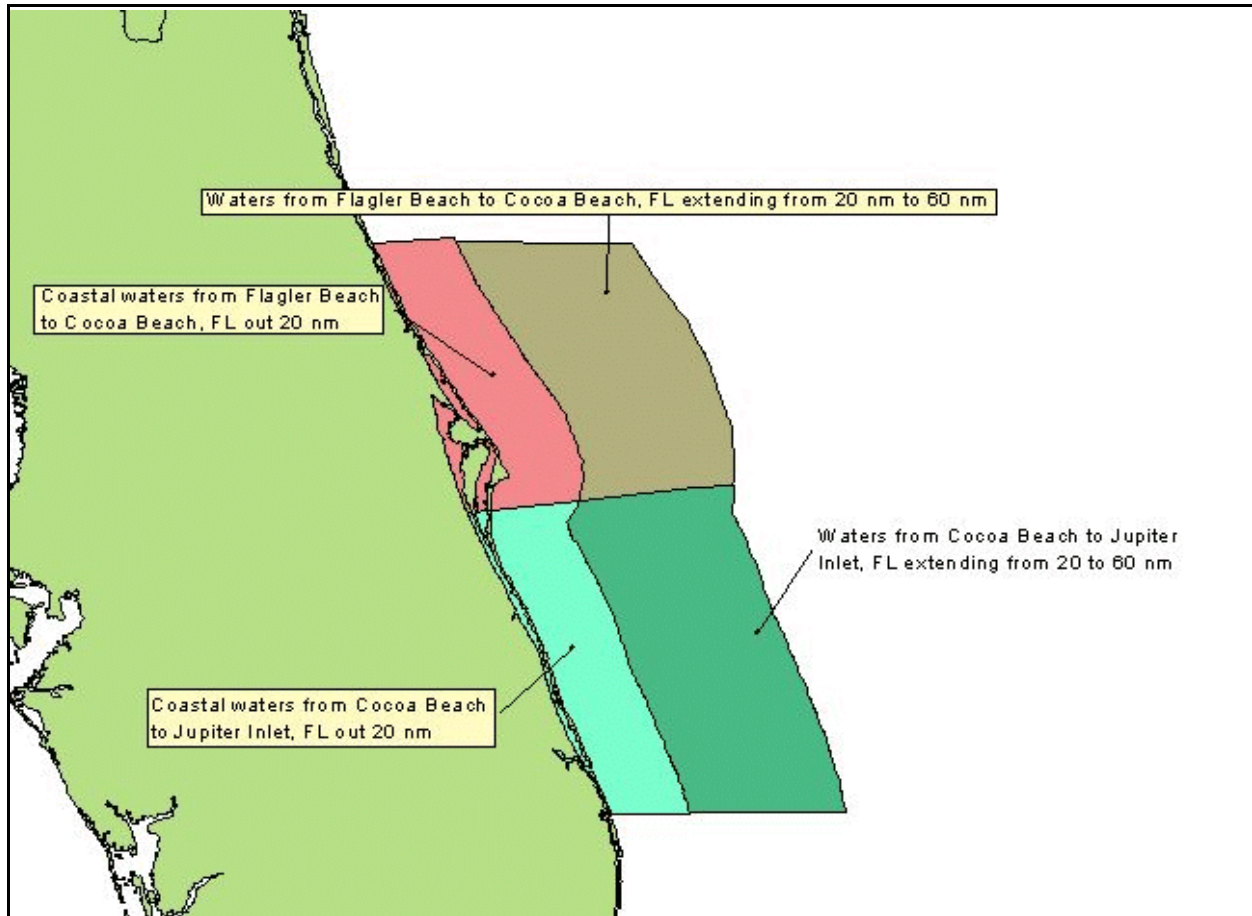 Waters from Flagler Beach to Cocoa Beach, FL extending from 20 nm to 60 nm
Coastal waters from Flagler Beach
to Cocoa Beach, FL out 20 nm
Waters from Cocoa Beach to Jupiter
Inlet, FL extending from 20 to 60 nm
Coastal waters from Cocoa Beach
to Jupiter Inlet, FL out 20 nm